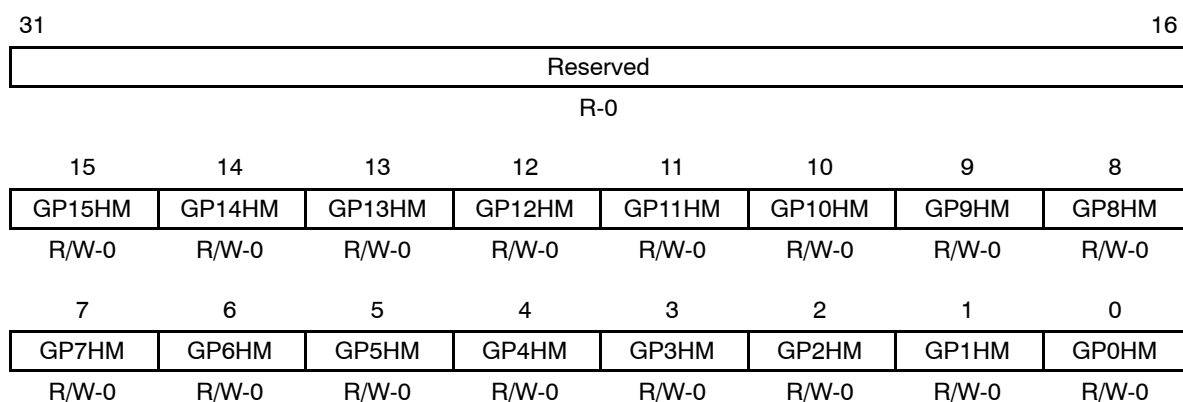 31 16
Reserved
R-0
15 14 13 12 11 10 9 8
GP15HM GP14HM GP13HM GP12HM GP11HM GP10HM GP9HM GP8HM
R/W-0 R/W-0 R/W-0 R/W-0 R/W-0 R/W-0 R/W-0 R/W-0
7 6 5 4 3 2 1 0
GP7HM GP6HM GP5HM GP4HM GP3HM GP2HM GP1HM GP0HM
R/W-0 R/W-0 R/W-0 R/W-0 R/W-0 R/W-0 R/W-0 R/W-0